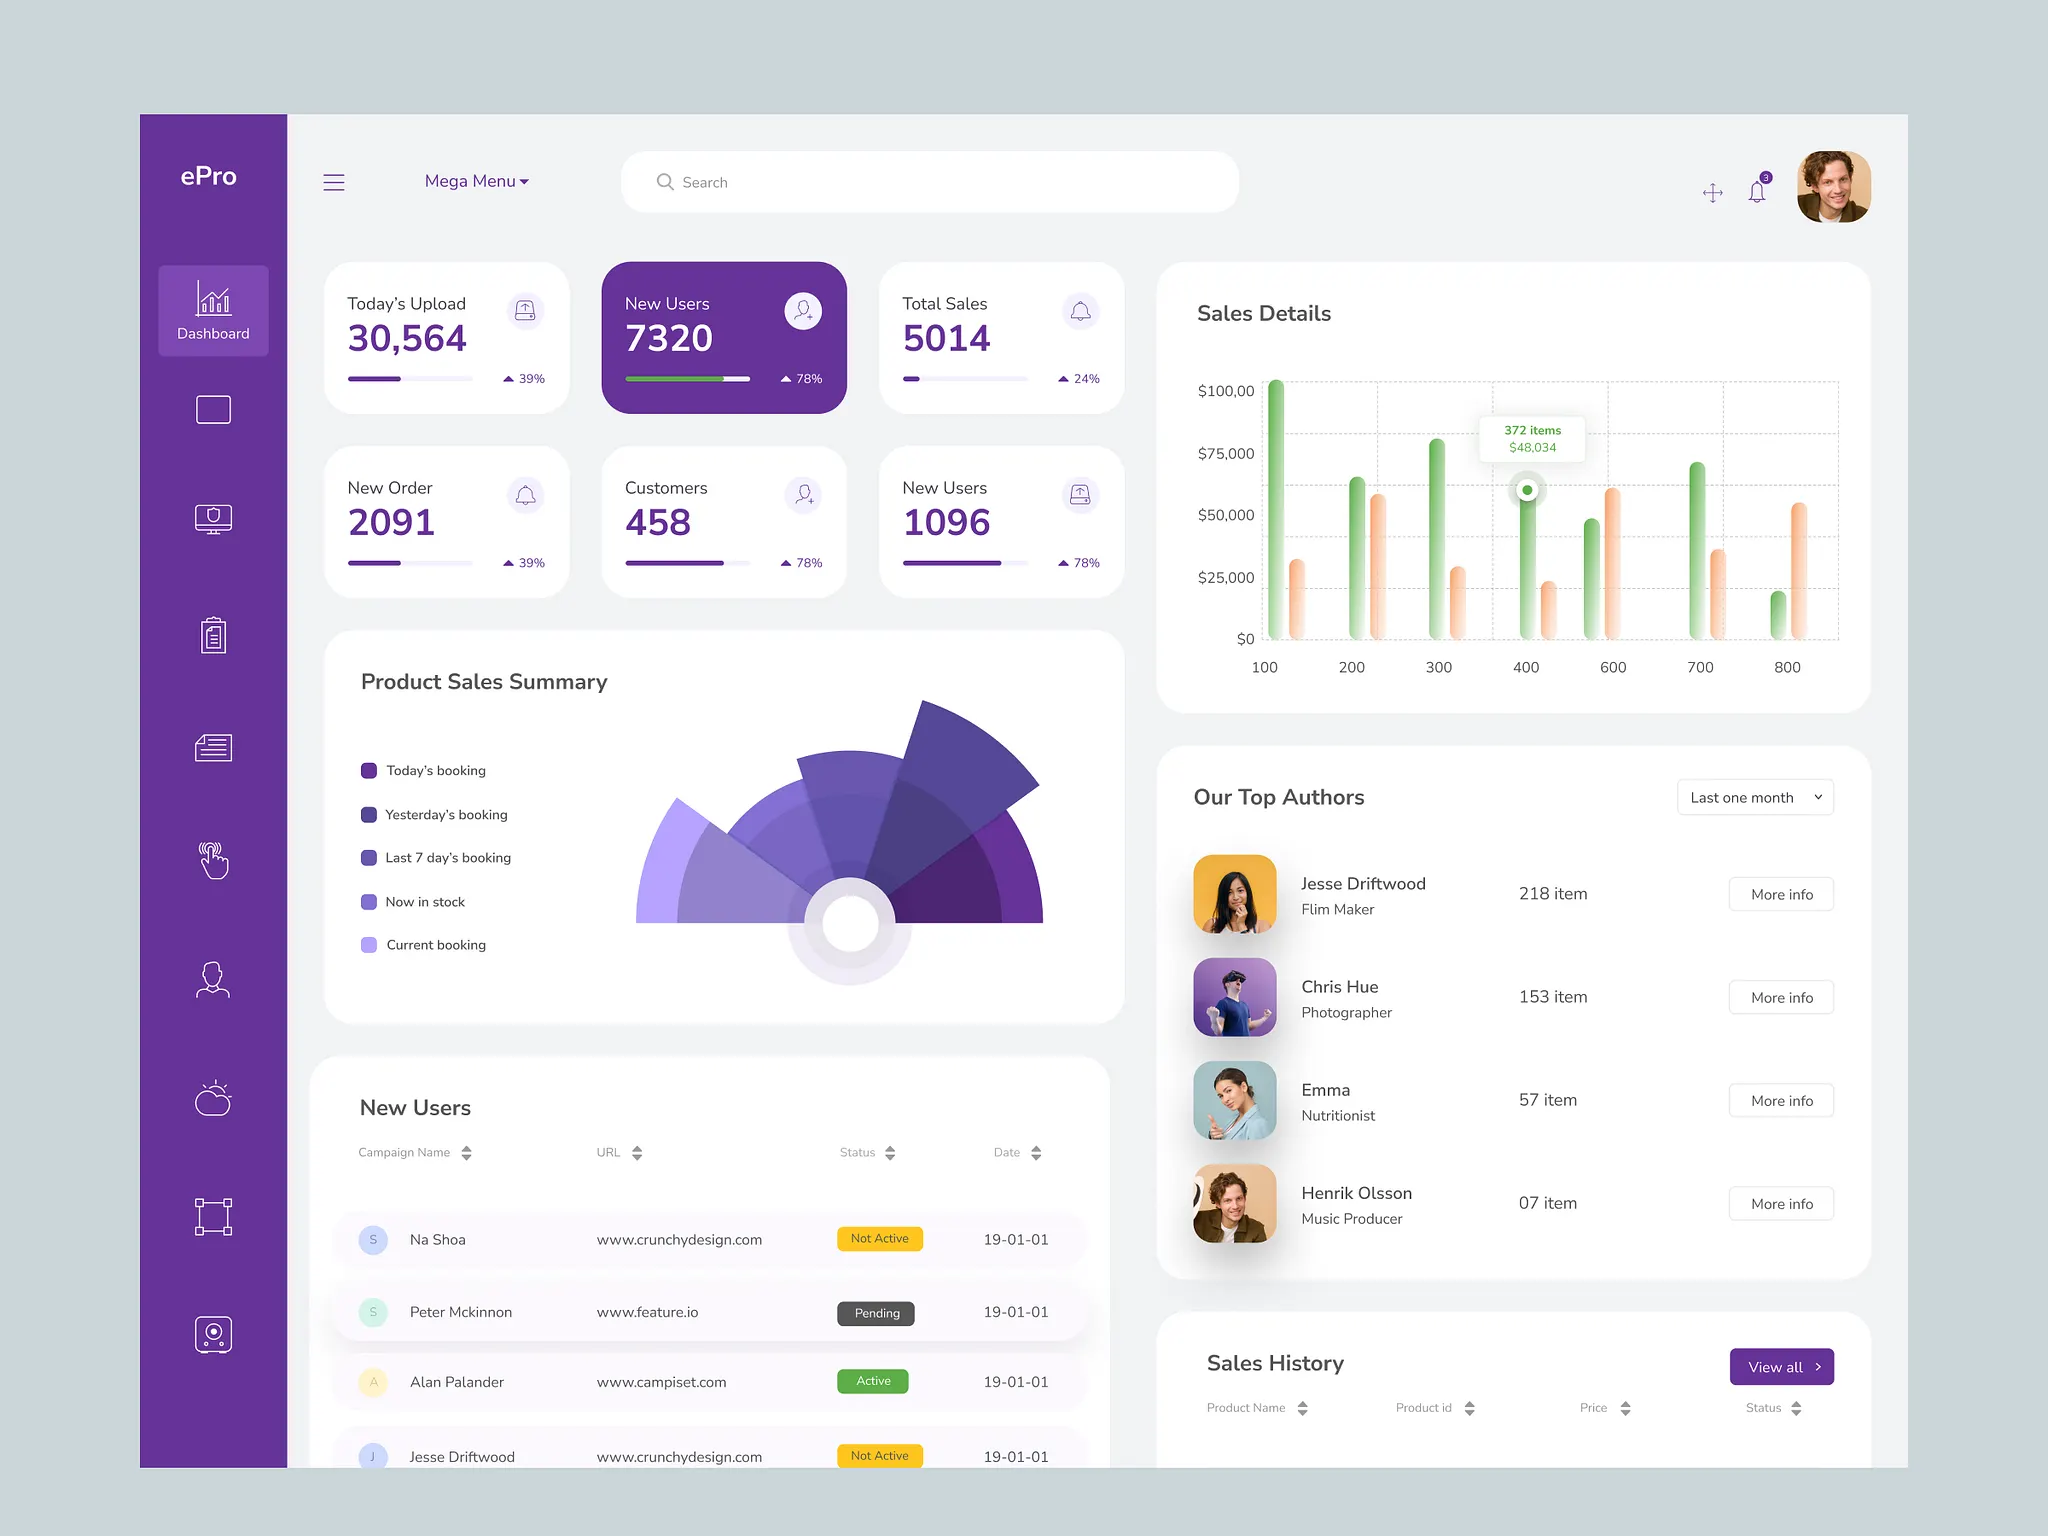 ePro
Mega Menu
Search
3
Dashboard
Today's Upload
30,564
39%
New Users
7320
78%
Total Sales
5014
24%
New Order
2091
39%
Customers
458
78%
New Users
1096
78%
Sales Details
$100,00
$75,000
$50,000
$25,000
$0
372 items
$48,034
100 200 300 400 600 700 800
Product Sales Summary
Today's booking
Yesterday's booking
Last 7 day's booking
Now in stock
Current booking
Our Top Authors
Last one month
Jesse Driftwood
Flim Maker
218 item
More info
Chris Hue
Photographer
153 item
More info
Emma
Nutritionist
57 item
More info
Henrik Olsson
Music Producer
07 item
More info
New Users
Campaign Name URL Status Date
S Na Shoa www.crunchydesign.com Not Active 19-01-01
S Peter Mckinnon www.feature.io Pending 19-01-01
A Alan Palander www.campiset.com Active 19-01-01
J Jesse Driftwood www.crunchydesign.com Not Active 19-01-01
Sales History
View all
Product Name Product id Price Status